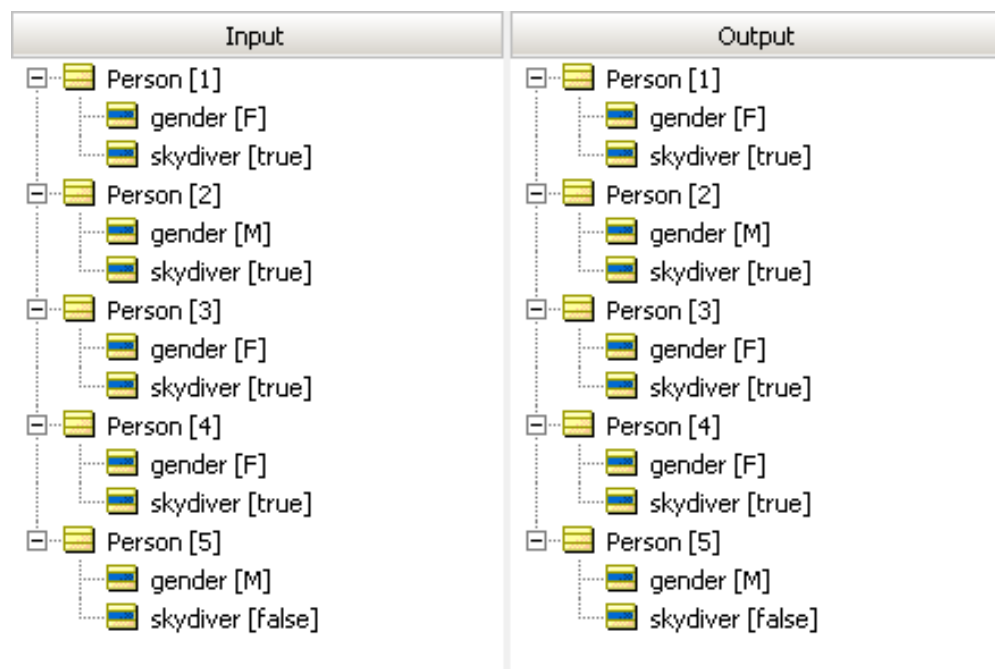 Input
Person [1]
gender [F]
skydiver [true]
Person [2]
gender [M]
skydiver [true]
Person [3]
gender [F]
skydiver [true]
Person [4]
gender [F]
skydiver [true]
Person [5]
gender [M]
skydiver [false]
Output
Person [1]
gender [F]
skydiver [true]
Person [2]
gender [M]
skydiver [true]
Person [3]
gender [F]
skydiver [true]
Person [4]
gender [F]
skydiver [true]
Person [5]
gender [M]
skydiver [false]